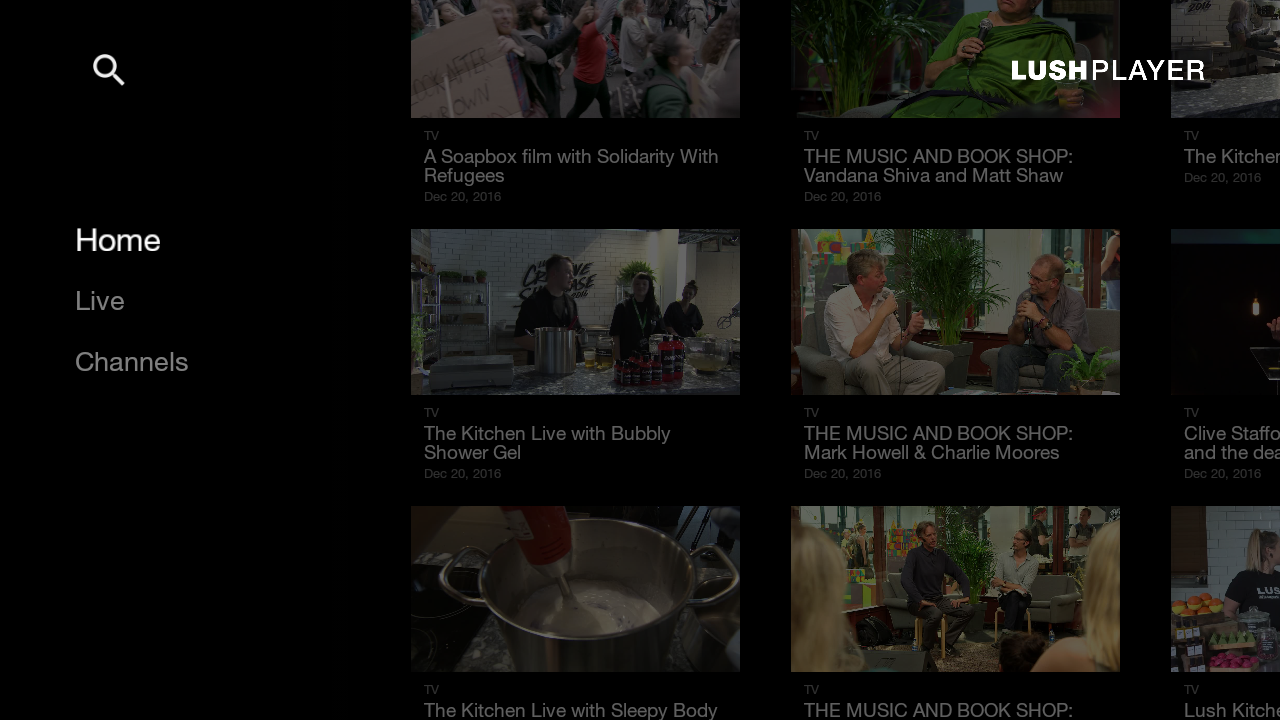 LUSHPLAYER
Home
Live
Channels
TV
A Soapbox film with Solidarity With
Refugees
Dec 20, 2016
TV
THE MUSIC AND BOOK SHOP:
Vandana Shiva and Matt Shaw
Dec 20, 2016
TV
The Kitchen
Dec 20, 2016
TV
The Kitchen Live with Bubbly
Shower Gel
Dec 20, 2016
TV
THE MUSIC AND BOOK SHOP:
Mark Howell & Charlie Moores
Dec 20, 2016
TV
Clive Staffo
and the dea
Dec 20, 2016
TV
The Kitchen Live with Sleepy Body
TV
THE MUSIC AND BOOK SHOP:
TV
Lush Kitche